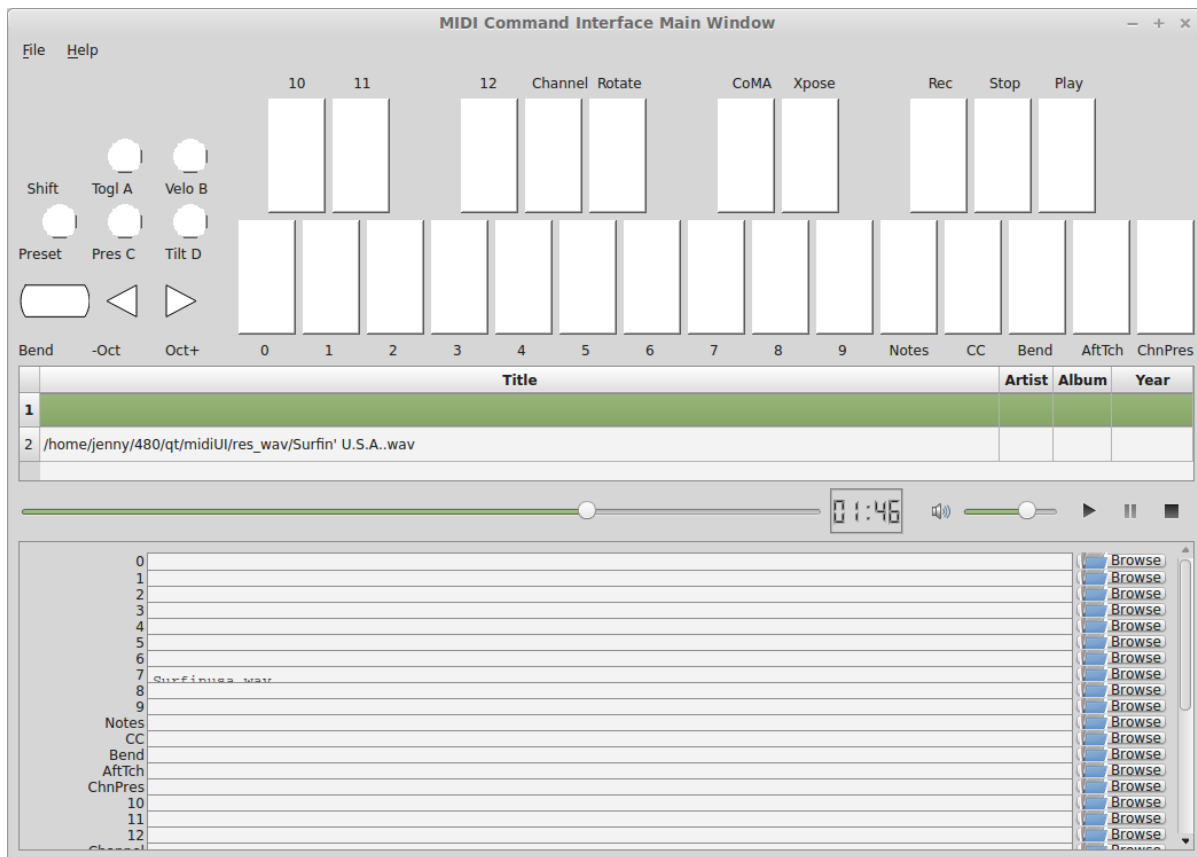 MIDI Command Interface Main Window
File Help
10 11 12 Channel Rotate CoMA Xpose Rec Stop Play
Shift Togl A Velo B
Preset Pres C Tilt D
Bend -Oct Oct+ 0 1 2 3 4 5 6 7 8 9 Notes CC Bend AftTch ChnPres
Title Artist Album Year
1
2 /home/jenny/480/qt/midiUI/res_wav/Surfin' U.S.A..wav
01:46
0 Browse
1 Browse
2 Browse
3 Browse
4 Browse
5 Browse
6 Browse
7 Surfinusa.wav Browse
8 Browse
9 Browse
Notes Browse
CC Browse
Bend Browse
AftTch Browse
ChnPres Browse
10 Browse
11 Browse
12 Browse
Channel Browse